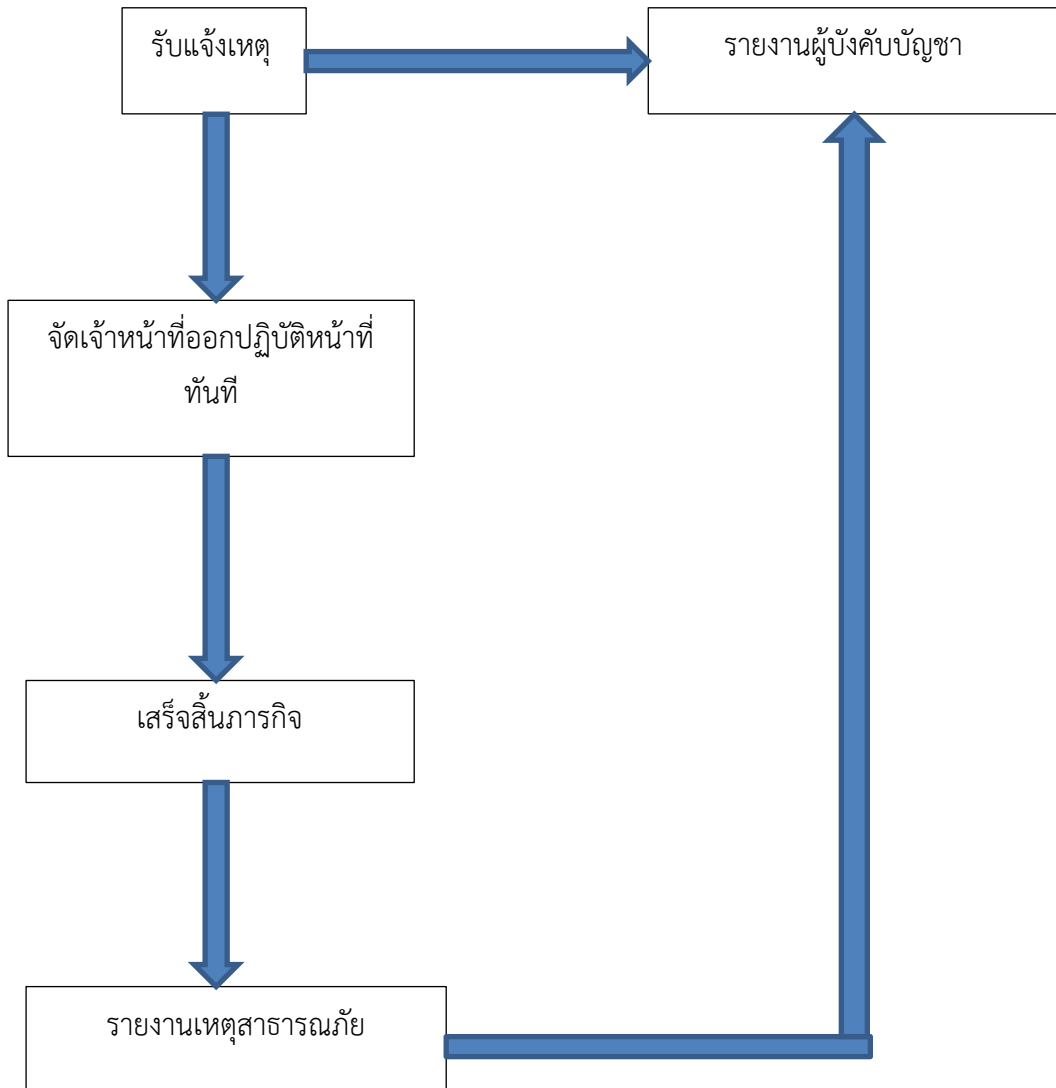 รับแจ้งเหตุ
รายงานผู้บังคับบัญชา
จัดเจ้าหน้าที่ออกปฏิบัติหน้าที่
ทันที
เสร็จสิ้นภารกิจ
รายงานเหตุสาธารณภัย